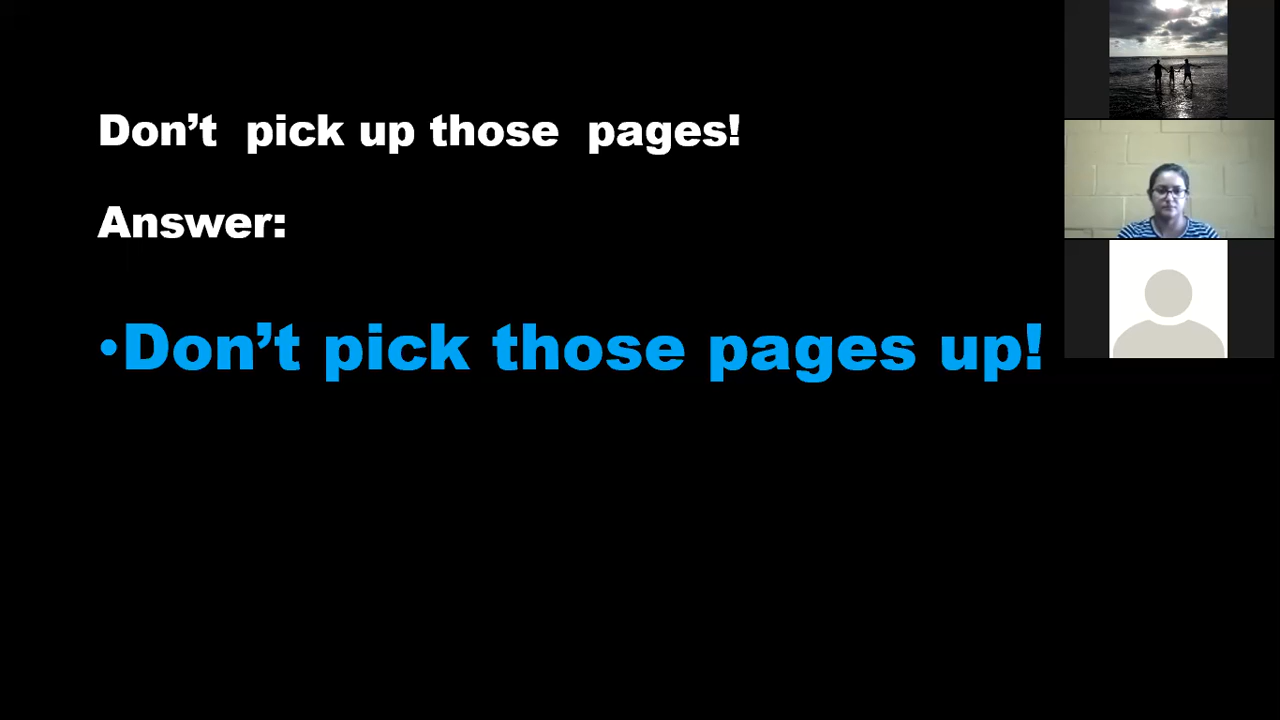 Don’t pick up those pages!
Answer:
•Don’t pick those pages up!